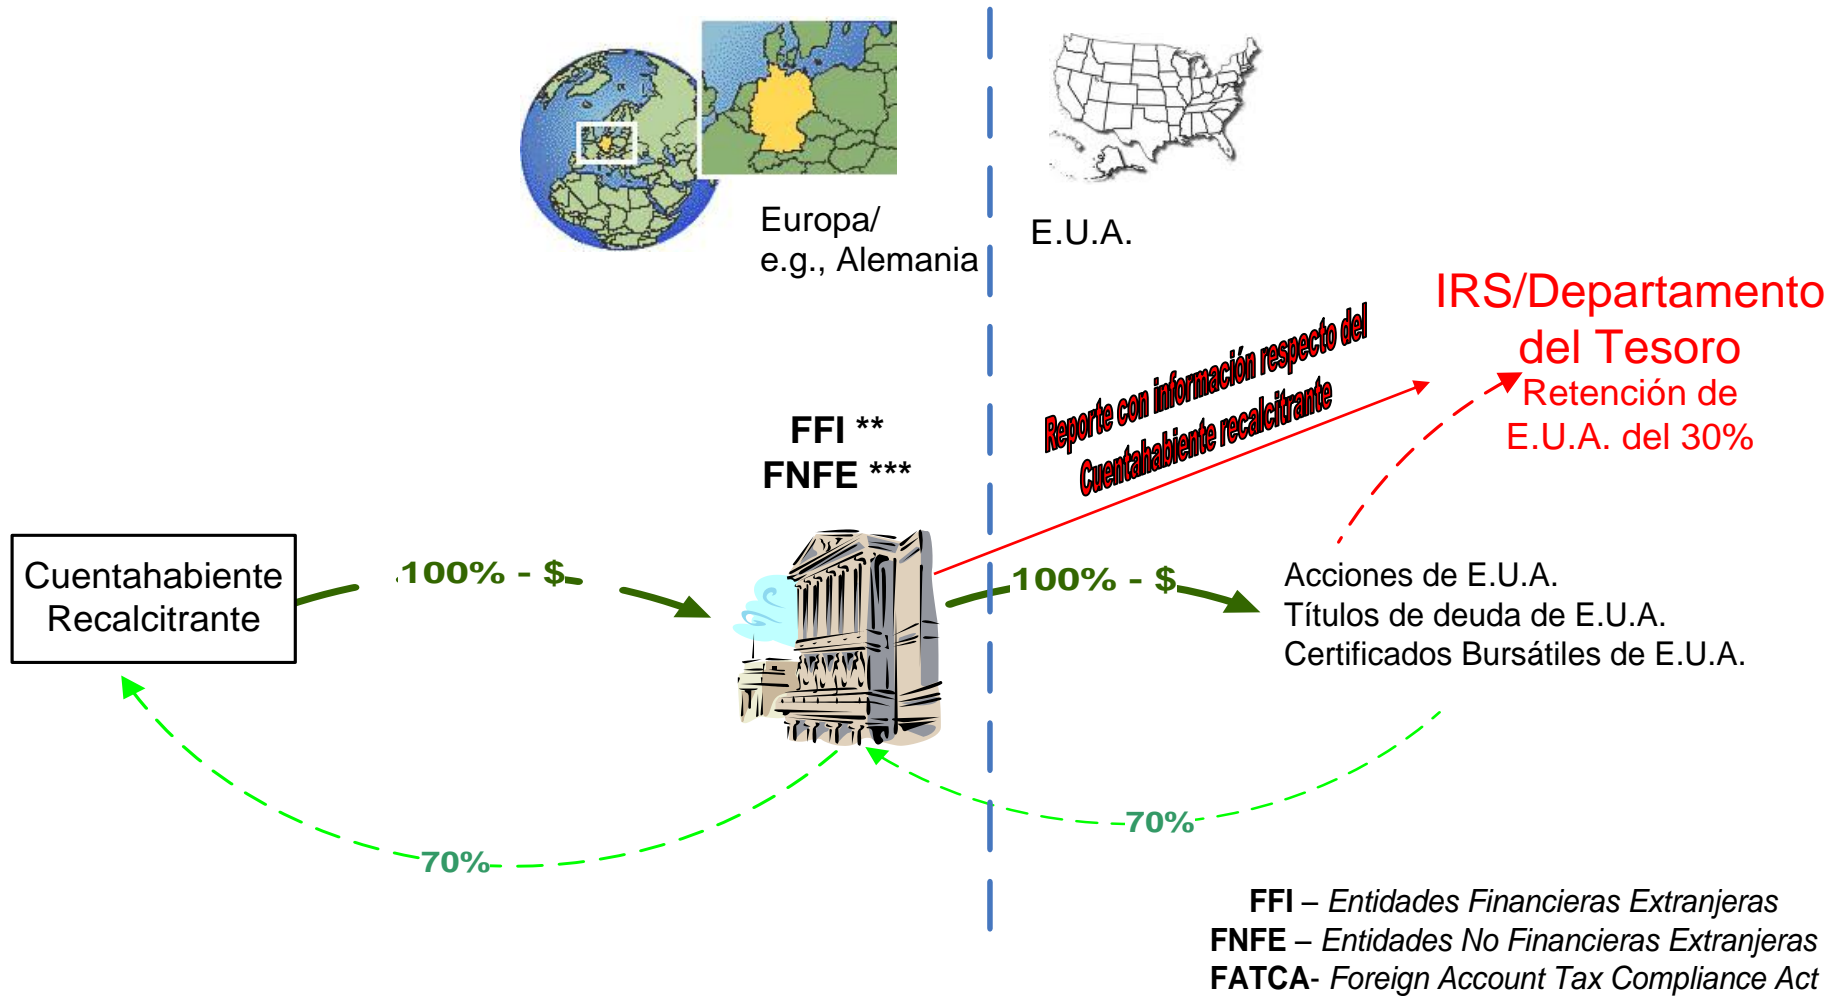 Europa/
e.g., Alemania
E.U.A.
IRS/Departamento
del Tesoro
Retención de
E.U.A. del 30%
Reporte con información respecto del
Cuentahabiente recalcitrante
FFI **
FNFE ***
Cuentahabiente
Recalcitrante
100% - $
100% - $
Acciones de E.U.A.
Títulos de deuda de E.U.A.
Certificados Bursátiles de E.U.A.
70%
70%
FFI – Entidades Financieras Extranjeras
FNFE – Entidades No Financieras Extranjeras
FATCA- Foreign Account Tax Compliance Act